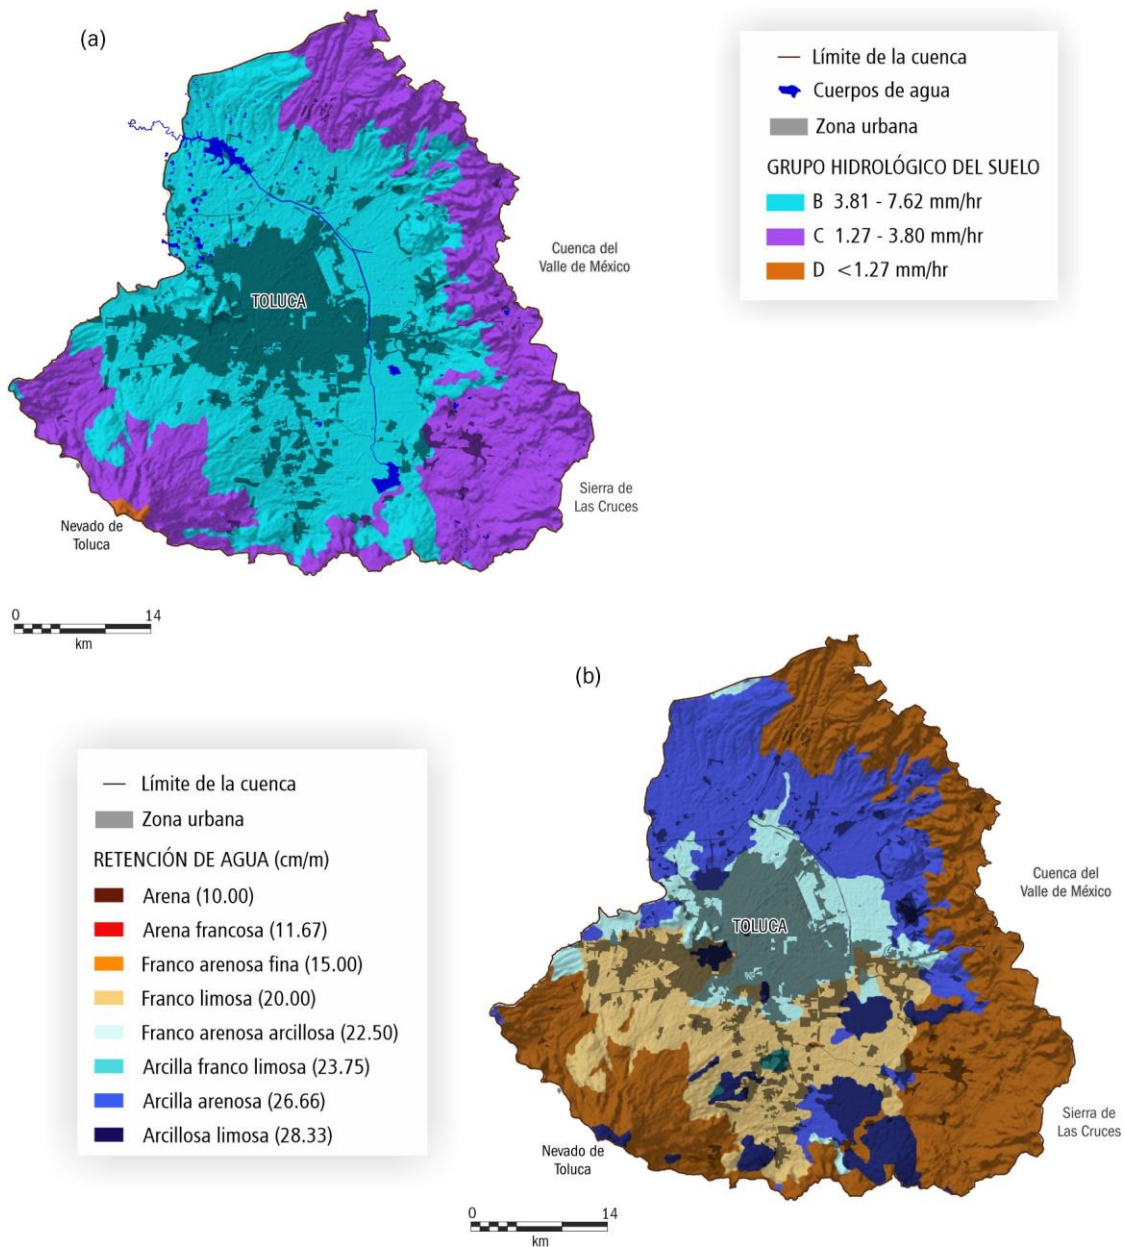 (a)
Límite de la cuenca
Cuerpos de agua
Zona urbana
GRUPO HIDROLÓGICO DEL SUELO
B 3.81 - 7.62 mm/hr
C 1.27 - 3.80 mm/hr
D <1.27 mm/hr
Cuenca del
Valle de México
TOLUCA
Sierra de
Las Cruces
Nevado de
Toluca
0 14
km
(b)
Límite de la cuenca
Zona urbana
RETENCIÓN DE AGUA (cm/m)
Arena (10.00)
Arena francosa (11.67)
Franco arenosa fina (15.00)
Franco limosa (20.00)
Franco arenosa arcillosa (22.50)
Arcilla franco limosa (23.75)
Arcilla arenosa (26.66)
Arcillosa limosa (28.33)
Cuenca del
Valle de México
TOLUCA
Sierra de
Las Cruces
Nevado de
Toluca
0 14
km